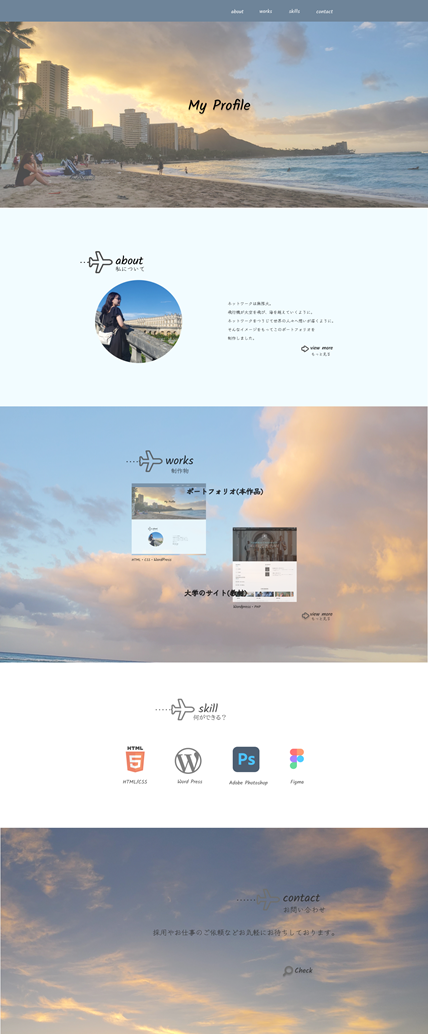 about works skills contact
My Profile
about
私について
ネットワークは無限大。
飛行機が大空を飛び、海を越えていくように。
ネットワークをつうじて世界の人々へ想いが届くように。
そんなイメージをもってこのポートフォリオを
制作しました。
view more
もっと見る
works
制作物
ポートフォリオ(本作品)
HTML・CSS・WordPress
大学のサイト(教材)
Wordpress・PHP
view more
もっと見る
skill
何ができる?
HTML
5
Ps
HTML/CSS
Word Press
Adobe Photoshop
Figma
contact
お問い合わせ
採用やお仕事のご依頼などお気軽にお待ちしております。
Check